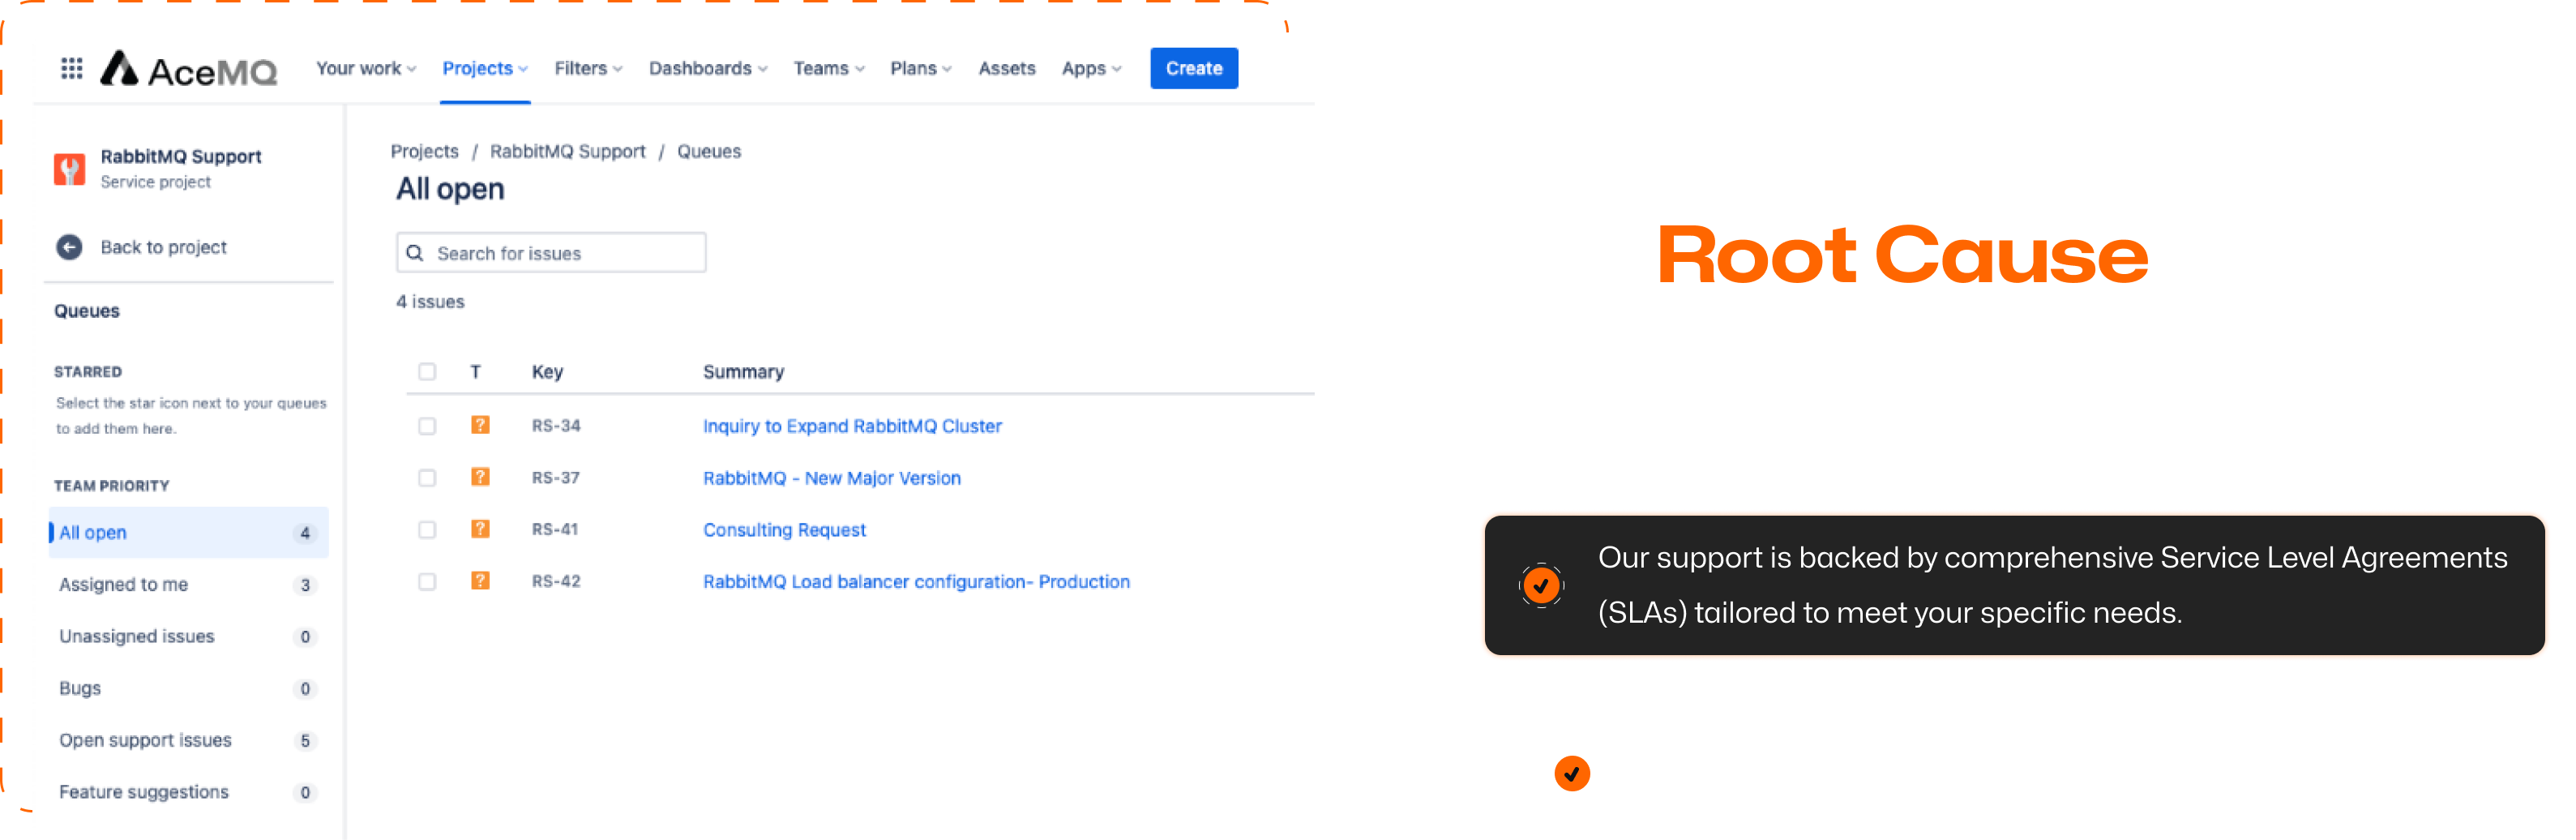 AceMQ
Your work
Projects
Filters
Dashboards
Teams
Plans
Assets
Apps
Create
RabbitMQ Support
Service project
Back to project
Queues
STARRED
Select the star icon next to your queues
to add them here.
TEAM PRIORITY
All open 4
Assigned to me 3
Unassigned issues 0
Bugs 0
Open support issues 5
Feature suggestions 0
Projects / RabbitMQ Support / Queues
All open
Search for issues
4 issues
T Key Summary
? RS-34 Inquiry to Expand RabbitMQ Cluster
? RS-37 RabbitMQ - New Major Version
? RS-41 Consulting Request
? RS-42 RabbitMQ Load balancer configuration- Production
Root Cause
Our support is backed by comprehensive Service Level Agreements
(SLAs) tailored to meet your specific needs.